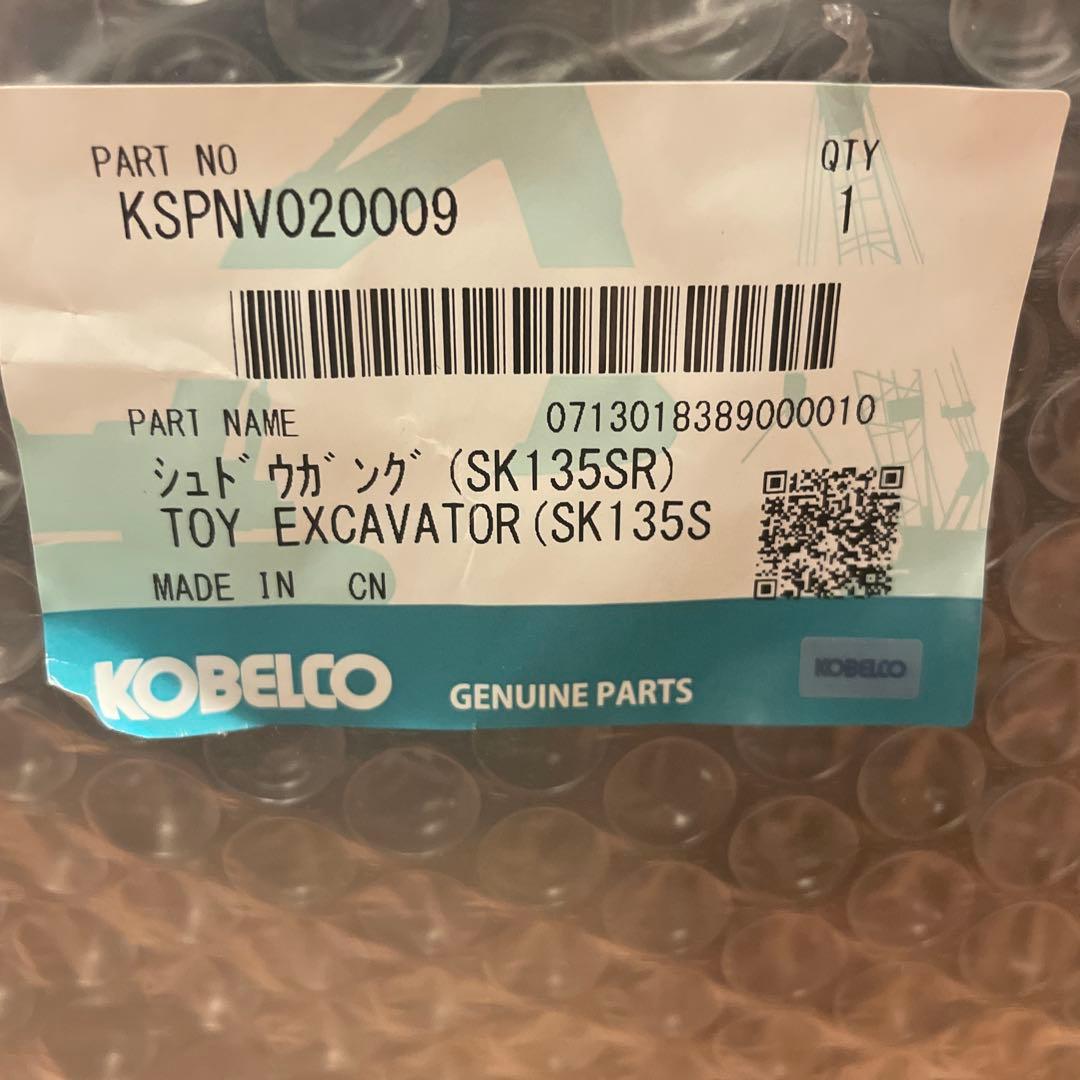 PART NO
QTY
KSPNV020009
1
PART NAME
0713018389000010
シュドウガング(SK135SR)
TOY EXCAVATOR(SK135S
MADE IN CN
KOBELCO
GENUINE PARTS
KOBELCO